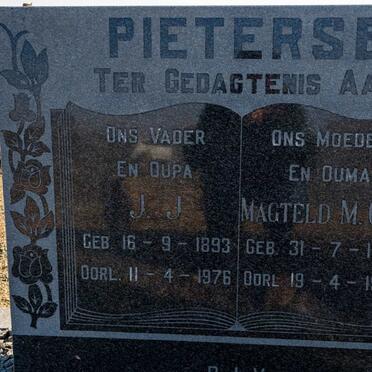 PIETERSE
TER GEDAGTENIS AA
ONS VADER
EN OUPA
J. J
GEB. 16 - 9 - 1893
OORL. 11 - 4 - 1976
ONS MOEDE
EN OUMA
MAGTELD M.
GEB. 31 - 7 - 1
OORL 19 - 4 - 19